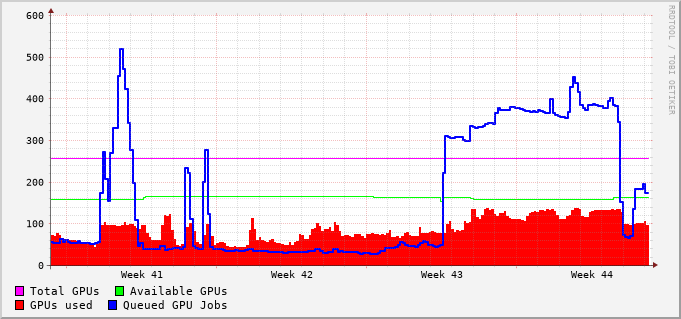 600
500
400
300
200
100
0
Week 41 Week 42 Week 43 Week 44
Total GPUs Available GPUs
GPUs used Queued GPU Jobs
RRDTOOL / TOBI OETIKER